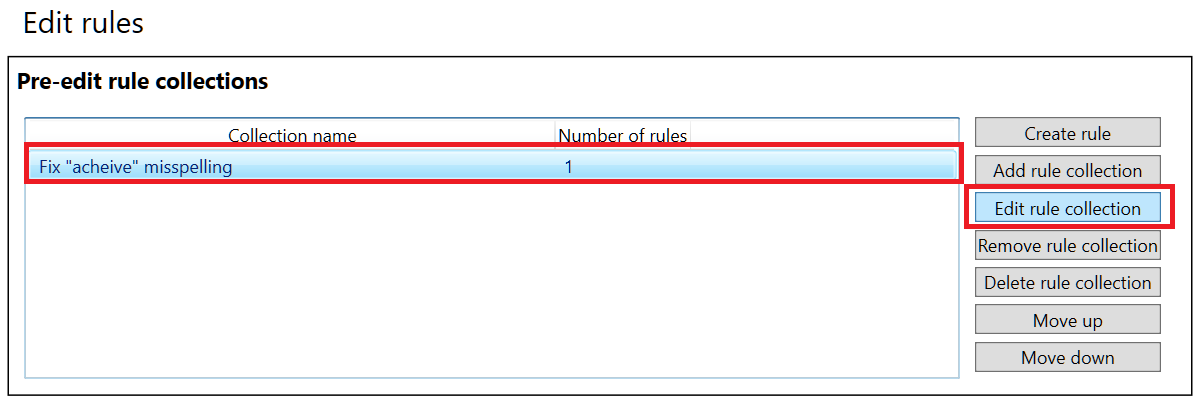 Edit rules
Pre-edit rule collections
Collection name Number of rules
Fix "acheive" misspelling 1
Create rule
Add rule collection
Edit rule collection
Remove rule collection
Delete rule collection
Move up
Move down